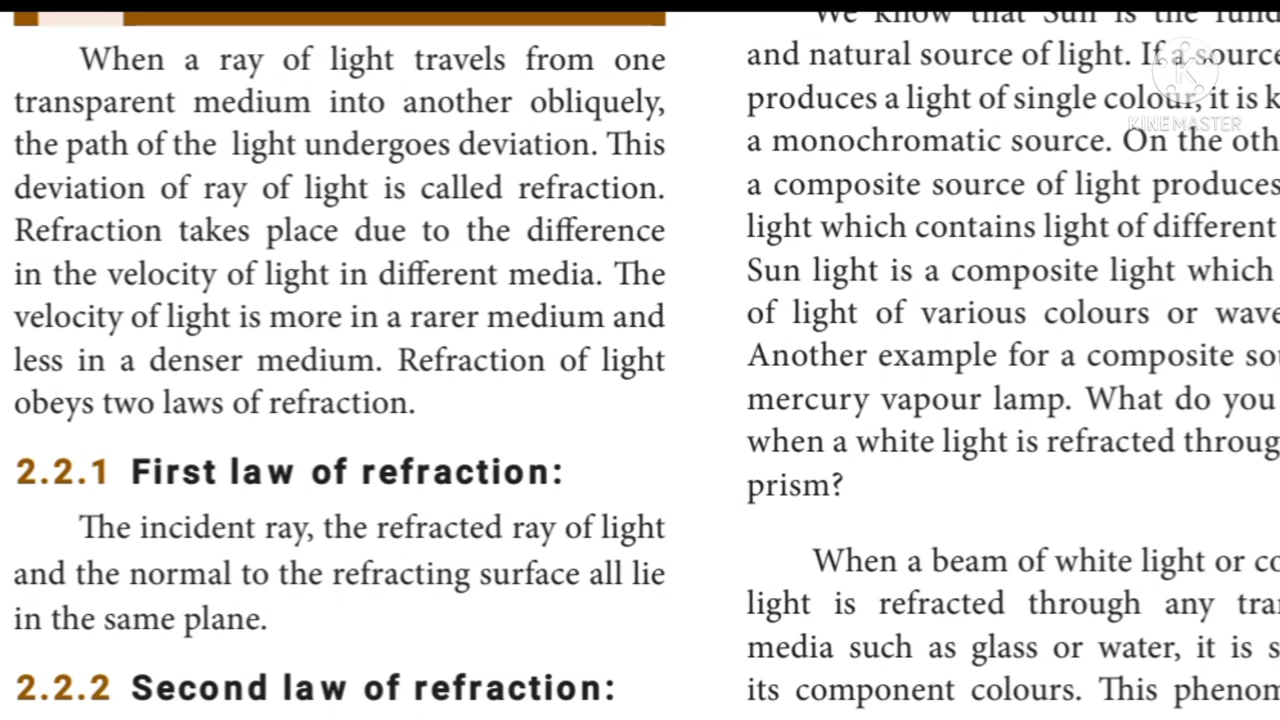 When a ray of light travels from one
transparent medium into another obliquely,
the path of the light undergoes deviation. This
deviation of ray of light is called refraction.
Refraction takes place due to the difference
in the velocity of light in different media. The
velocity of light is more in a rarer medium and
less in a denser medium. Refraction of light
obeys two laws of refraction.
2.2.1 First law of refraction:
The incident ray, the refracted ray of light
and the normal to the refracting surface all lie
in the same plane.
2.2.2 Second law of refraction:
We know that Sun is the
and natural source of light. If a source
produces a light of single colour, it is
a monochromatic source. On the
a composite source of light produces
light which contains light of different
Sun light is a composite light which
of light of various colours or
Another example for a composite
mercury vapour lamp. What do you
when a white light is refracted
prism?
When a beam of white light or
light is refracted through any
media such as glass or water, it is
its component colours. This
KINEMASTER